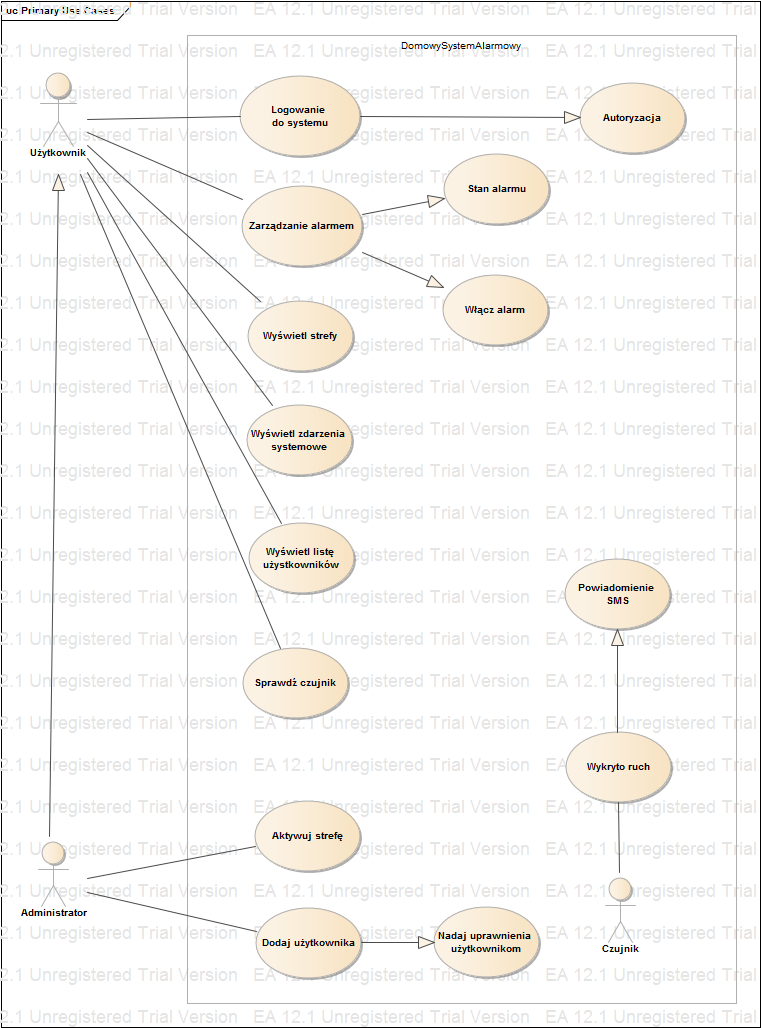 uc Primary Use Cases
DomowySystemAlarmowy
Użytkownik
Logowanie
do systemu
Autoryzacja
Stan alarmu
Zarządzanie alarmem
Włącz alarm
Wyświetl strefy
Wyświetl zdarzenia
systemowe
Wyświetl listę
użystkowników
Powiadomienie
SMS
Sprawdź czujnik
Wykryto ruch
Aktywuj strefę
Administrator
Dodaj użytkownika
Nadaj uprawnienia
użytkownikom
Czujnik
EA 12.1 Unregistered Trial Version